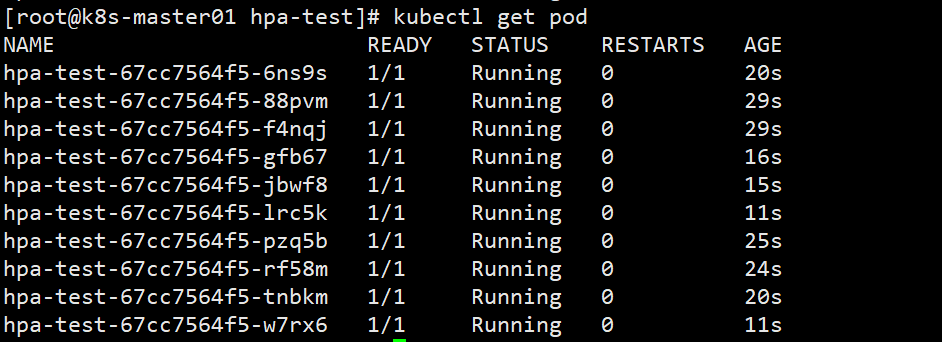 [root@k8s-master01 hpa-test]# kubectl get pod
NAME READY STATUS RESTARTS AGE
hpa-test-67cc7564f5-6ns9s 1/1 Running 0 20s
hpa-test-67cc7564f5-88pvm 1/1 Running 0 29s
hpa-test-67cc7564f5-f4nqj 1/1 Running 0 29s
hpa-test-67cc7564f5-gfb67 1/1 Running 0 16s
hpa-test-67cc7564f5-jbwf8 1/1 Running 0 15s
hpa-test-67cc7564f5-lrc5k 1/1 Running 0 11s
hpa-test-67cc7564f5-pzq5b 1/1 Running 0 25s
hpa-test-67cc7564f5-rf58m 1/1 Running 0 24s
hpa-test-67cc7564f5-tnbkm 1/1 Running 0 20s
hpa-test-67cc7564f5-w7rx6 1/1 Running 0 11s